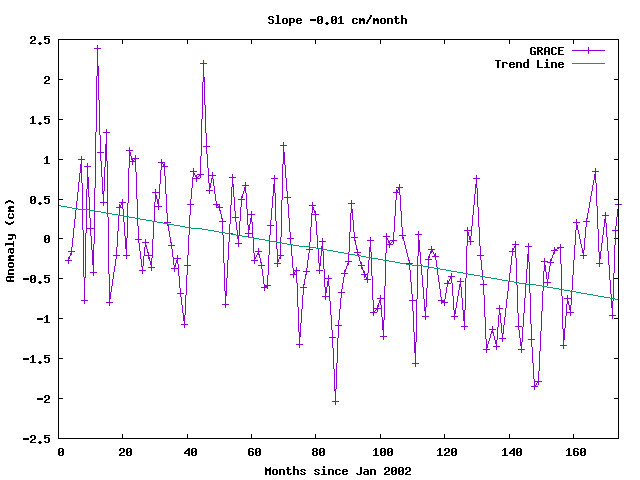 Slope -0.01 cm/month
GRACE
Trend Line
2.5
2
1.5
1
0.5
0
-0.5
-1
-1.5
-2
-2.5
Anomaly (cm)
0 20 40 60 80 100 120 140 160
Months since Jan 2002